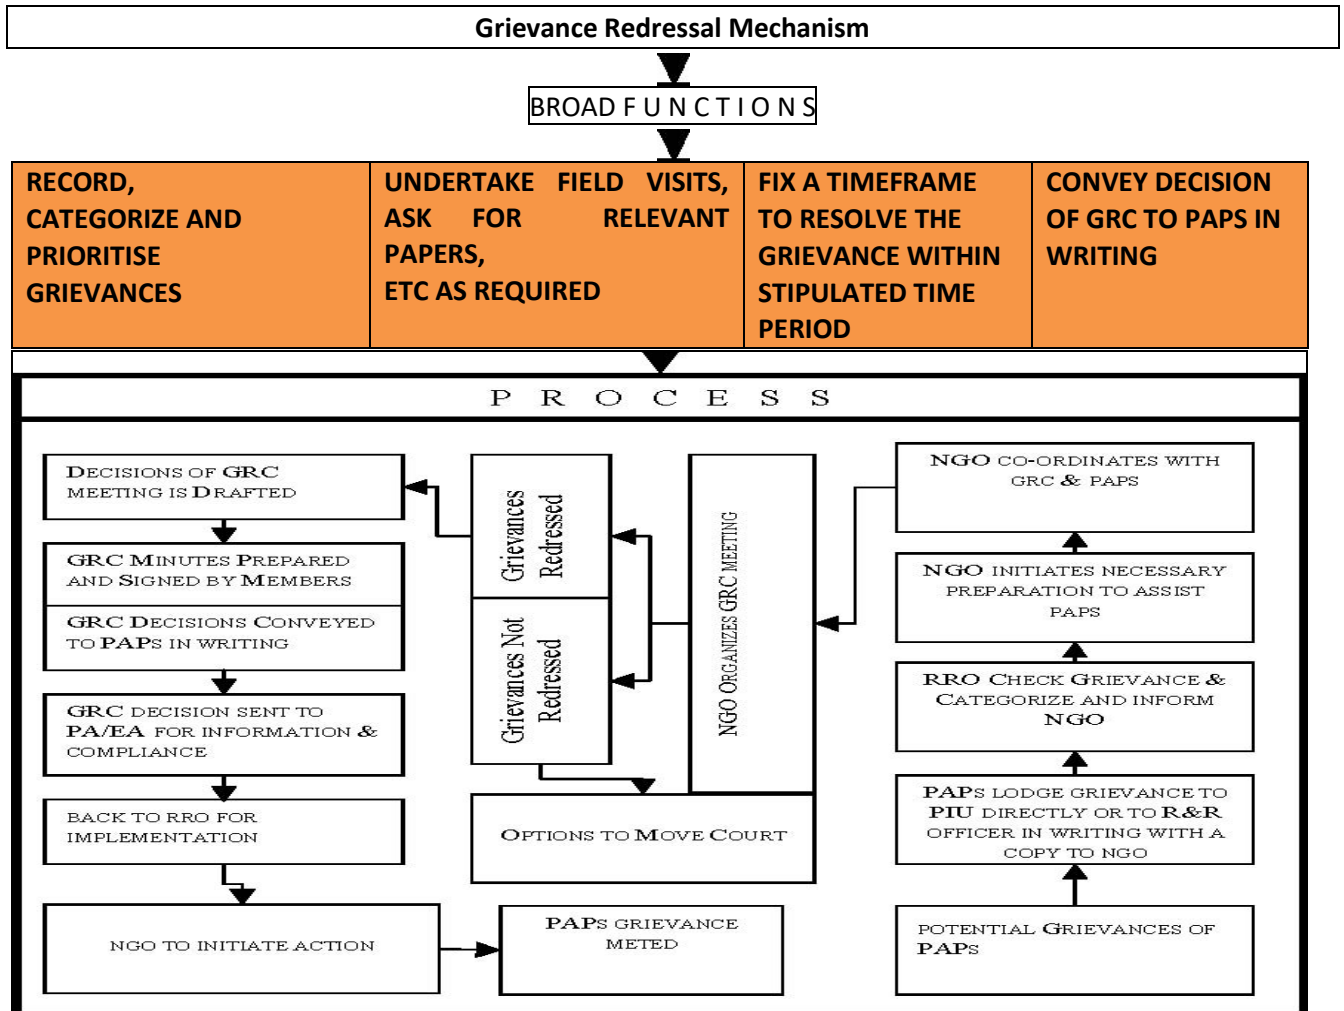 Grievance Redressal Mechanism
BROAD F U N C T I O N S
RECORD,
CATEGORIZE AND
PRIORITISE
GRIEVANCES
UNDERTAKE FIELD VISITS,
ASK FOR RELEVANT
PAPERS,
ETC AS REQUIRED
FIX A TIMEFRAME
TO RESOLVE THE
GRIEVANCE WITHIN
STIPULATED TIME
PERIOD
CONVEY DECISION
OF GRC TO PAPS IN
WRITING
P R O C E S S
DECISIONS OF GRC
MEETING IS DRAFTED
GRC MINUTES PREPARED
AND SIGNED BY MEMBERS
GRC DECISIONS CONVEYED
TO PAPS IN WRITING
GRC DECISION SENT TO
PA/EA FOR INFORMATION &
COMPLIANCE
BACK TO RRO FOR
IMPLEMENTATION
NGO TO INITIATE ACTION
Grievances
Redressed
Grievances Not
Redressed
NGO ORGANIZES GRC MEETING
OPTIONS TO MOVE COURT
PAPS GRIEVANCE
METED
NGO CO-ORDINATES WITH
GRC & PAPS
NGO INITIATES NECESSARY
PREPARATION TO ASSIST
PAPS
RRO CHECK GRIEVANCE &
CATEGORIZE AND INFORM
NGO
PAPS LODGE GRIEVANCE TO
PIU DIRECTLY OR TO R&R
OFFICER IN WRITING WITH A
COPY TO NGO
POTENTIAL GRIEVANCES OF
PAPS